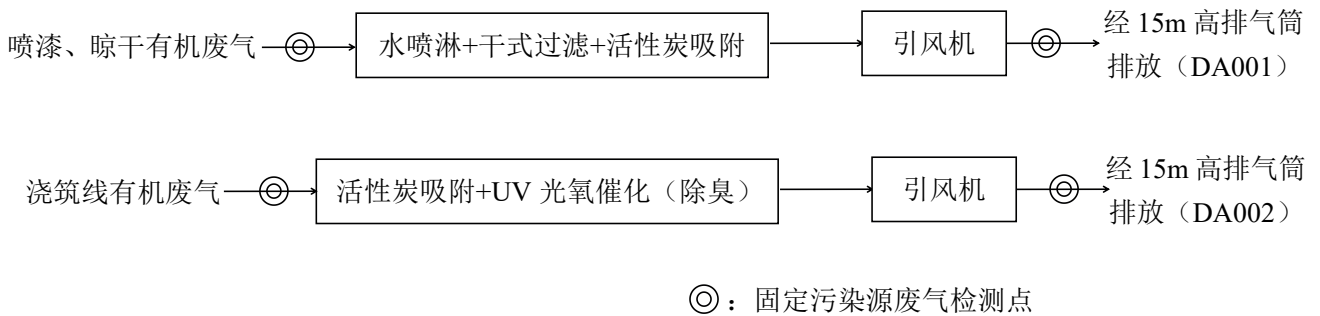 喷漆、晾干有机废气
水喷淋+干式过滤+活性炭吸附
引风机
经 15m 高排气筒
排放（DA001）
浇筑线有机废气
活性炭吸附+UV 光氧催化（除臭）
引风机
经 15m 高排气筒
排放（DA002）
◎：固定污染源废气检测点